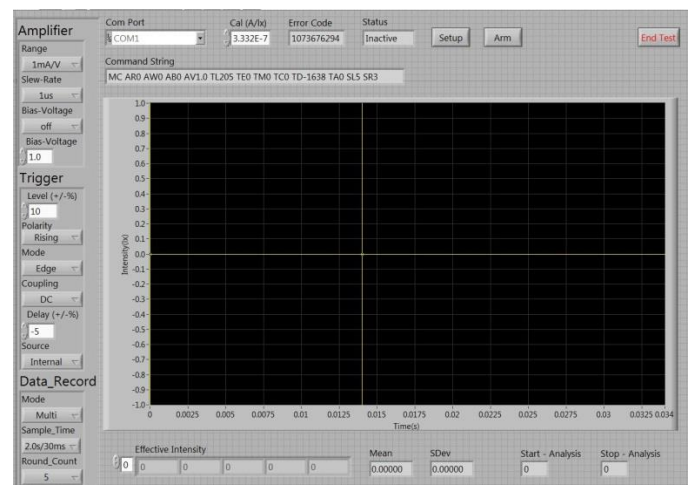 Amplifier
Range
1mA/V
Slew-Rate
1us
Bias-Voltage
off
Bias-Voltage
1.0
Trigger
Level (+/-%)
10
Polarity
Rising
Mode
Edge
Coupling
DC
Delay (+/-%)
-5
Source
Internal
Data_Record
Mode
Multi
Sample_Time
2.0s/30ms
Round_Count
5
Com Port
COM1
Cal (A/lx)
3.332E-7
Error Code
1073676294
Status
Inactive
Setup
Arm
End Test
Command String
MC AR0 AW0 AB0 AV1.0 TL205 TE0 TM0 TC0 TD-1638 TA0 SL5 SR3
Intensity(lx)
1.0
0.9
0.8
0.7
0.6
0.5
0.4
0.3
0.2
0.1
0.0
-0.1
-0.2
-0.3
-0.4
-0.5
-0.6
-0.7
-0.8
-0.9
-1.0
0 0.0025 0.005 0.0075 0.01 0.0125 0.015 0.0175 0.02 0.0225 0.025 0.0275 0.03 0.0325 0.034
Time(s)
Effective Intensity
0 0 0 0 0 0
Mean
0.00000
SDev
0.00000
Start - Analysis
0
Stop - Analysis
0